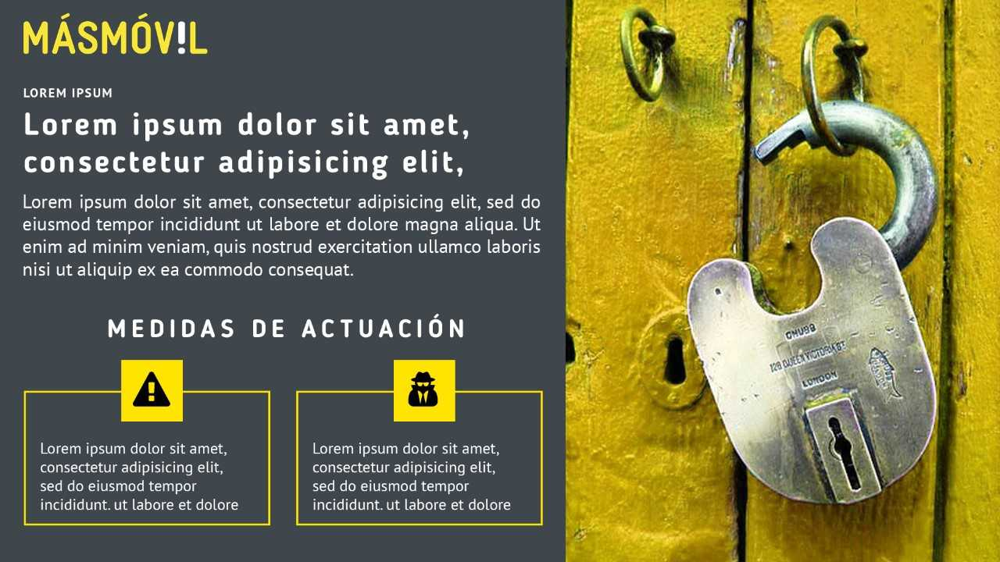 MÁSMÓV!L
LOREM IPSUM
Lorem ipsum dolor sit amet,
consectetur adipisicing elit,
Lorem ipsum dolor sit amet, consectetur adipisicing elit, sed do
eiusmod tempor incididunt ut labore et dolore magna aliqua. Ut
enim ad minim veniam, quis nostrud exercitation ullamco laboris
nisi ut aliquip ex ea commodo consequat.
MEDIDAS DE ACTUACIÓN
Lorem ipsum dolor sit amet,
consectetur adipisicing elit,
sed do eiusmod tempor
incididunt. ut labore et dolore
Lorem ipsum dolor sit amet,
consectetur adipisicing elit,
sed do eiusmod tempor
incididunt. ut labore et dolore
CHUBB
128 QUEEN VICTORIA ST
LONDON